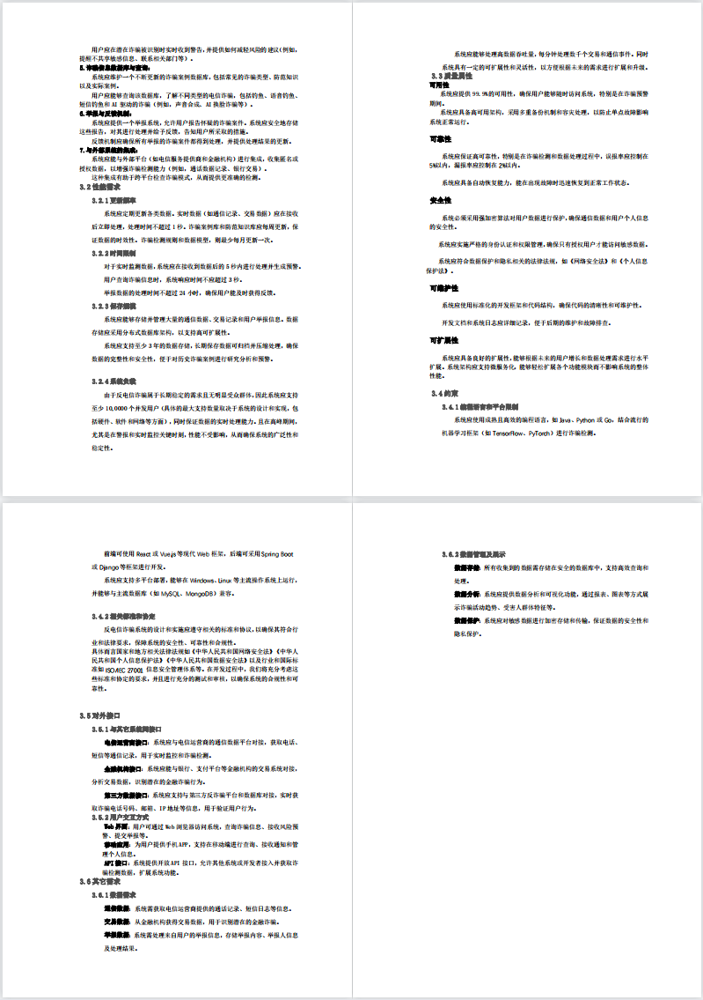 用户应在潜在诈骗被识别时实时收到警告，并提供如何减轻风险的建议（例如，
提醒不共享敏感信息、联系相关部门等）。
5.诈骗信息数据库与查询：
系统应维护一个不断更新的诈骗案例数据库，包括常见的诈骗类型、防范知识
以及实际案例。
用户应能够查询该数据库，了解不同类型的电信诈骗，包括钓鱼、语音钓鱼、
短信钓鱼和 AI 驱动的诈骗（例如，声音合成、AI 换脸诈骗等）。
6.举报与反馈机制：
系统应提供一个举报系统，允许用户报告怀疑的诈骗案件。系统应安全地存储
这些报告，对其进行处理并给予反馈，告知用户所采取的措施。
反馈机制应确保所有举报的诈骗案件都得到处理，并提供处理结果的更新。
7.与外部系统的集成：
系统应能与外部平台（如电信服务提供商和金融机构）进行集成，收集匿名或
授权数据，以增强诈骗检测能力（例如，通话数据记录、银行交易）。
这种集成有助于跨平台检查诈骗模式，从而提供更准确的检测。
3.2 性能需求
3.2.1 更新频率
系统应定期更新各类数据。实时数据（如通信记录、交易数据）应在接收
后立即处理，处理时间不超过 1 秒。诈骗案例库和防范知识库应每周更新，保
证数据的时效性。诈骗检测规则和数据模型，则最少每月更新一次。
3.2.2 时间限制
对于实时监测数据，系统应在接收到数据后的 5 秒内进行处理并生成预警。
用户查询诈骗信息时，系统响应时间不应超过 3 秒。
举报数据的处理时间不超过 24 小时，确保用户能及时获得反馈。
3.2.3 保存规模
系统应能够存储并管理大量的通信数据、交易记录和用户举报信息。数据
存储应采用分布式数据库架构，以支持高可扩展性。
系统应支持至少 3 年的数据存储，长期保存数据可归档并压缩处理，确保
数据的完整性和安全性，便于对历史诈骗案例进行研究分析和预警。
3.2.4 系统负载
由于反电信诈骗属于长期稳定的需求且无明显受众群体，因此系统应支持
至少 10,0000 个并发用户（具体的最大支持数量取决于系统的设计和实现，包
括硬件、软件和网络等方面），同时保证数据的实时处理能力。且在高峰期间，
尤其是在警报和实时监控关键时刻，性能不受影响，从而确保系统的广泛性和
稳定性。
系统应能够处理高数据吞吐量，每分钟处理数千个交易和通信事件。同时
系统具有一定的可扩展性和灵活性，以方便根据未来的需求进行扩展和升级。
3.3 质量属性
可用性
系统应提供 99.9%的可用性，确保用户能够随时访问系统，特别是在诈骗预警
期间。
系统应具备高可用架构，采用多重备份机制和容灾处理，以防止单点故障影响
系统正常运行。
可靠性
系统应保证高可靠性，特别是在诈骗检测和数据处理过程中，误报率应控制在
5%以内，漏报率应控制在 2%以内。
系统应具备自动恢复能力，能在出现故障时迅速恢复到正常工作状态。
安全性
系统必须采用强加密算法对用户数据进行保护，确保通信数据和用户个人信息
的安全性。
系统应实施严格的身份认证和权限管理，确保只有授权用户才能访问敏感数据。
系统应符合数据保护和隐私相关的法律法规，如《网络安全法》和《个人信息
保护法》。
可维护性
系统应使用标准化的开发框架和代码结构，确保代码的清晰性和可维护性。
开发文档和系统日志应详细记录，便于后期的维护和故障排查。
可扩展性
系统应具备良好的扩展性，能够根据未来的用户增长和数据处理需求进行水平
扩展。系统架构应支持微服务化，能够轻松扩展各个功能模块而不影响系统的整体
性能。
3.4 约束
3.4.1 编程语言和平台限制
系统应使用成熟且高效的编程语言，如 Java、Python 或 Go，结合流行的
机器学习框架（如 TensorFlow、PyTorch）进行诈骗检测。
前端可使用 React 或 Vue.js 等现代 Web 框架，后端可采用 Spring Boot
或 Django 等框架进行开发。
系统应支持多平台部署，能够在 Windows、Linux 等主流操作系统上运行，
并能够与主流数据库（如 MySQL、MongoDB）兼容。
3.4.2 相关标准和协定
反电信诈骗系统的设计和实施应遵守相关的标准和协议，以确保其符合行
业和法律要求，保障系统的安全性、可靠性和合规性。
具体而言国家和地方相关法律法规如《中华人民共和国网络安全法》《中华人
民共和国个人信息保护法》《中华人民共和国数据安全法》以及行业和国际标
准如 ISO/IEC 27001 信息安全管理体系等。在开发过程中，我们将充分考虑这
些标准和协定的要求，并且进行充分的测试和审核，以确保系统的合规性和可
靠性。
3.5 对外接口
3.5.1 与其它系统间接口
电信运营商接口：系统应与电信运营商的通信数据平台对接，获取电话、
短信等通信记录，用于实时监控和诈骗检测。
金融机构接口：系统应能与银行、支付平台等金融机构的交易系统对接，
分析交易数据，识别潜在的金融诈骗行为。
第三方数据接口：系统应支持与第三方反诈骗平台和数据库对接，实时获
取诈骗电话号码、邮箱、IP 地址等信息，用于验证用户行为。
3.5.2 用户交互方式
Web 界面：用户可通过 Web 浏览器访问系统，查询诈骗信息、接收风险预
警、提交举报等。
移动应用：为用户提供手机 APP，支持在移动端进行查询、接收通知和管
理个人信息。
API 接口：系统提供开放 API 接口，允许其他系统或开发者接入并获取诈
骗检测数据，扩展系统功能。
3.6 其它需求
3.6.1 数据需求
通信数据：系统需获取电信运营商提供的通话记录、短信日志等信息。
交易数据：从金融机构获得交易数据，用于识别潜在的金融诈骗。
举报数据：系统需处理来自用户的举报信息，存储举报内容、举报人信息
及处理结果。
3.6.2 数据管理及展示
数据存储：所有收集到的数据需存储在安全的数据库中，支持高效查询和
处理。
数据分析：系统应提供数据分析和可视化功能，通过报表、图表等方式展
示诈骗活动趋势、受害人群体特征等。
数据保护：系统应对敏感数据进行加密存储和传输，保证数据的安全性和
隐私保护。